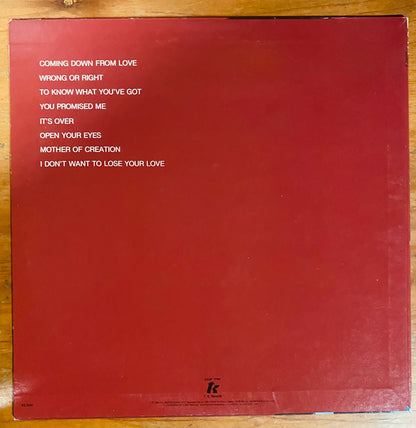 COMING DOWN FROM LOVE
WRONG OR RIGHT
TO KNOW WHAT YOU'VE GOT
YOU PROMISED ME
IT'S OVER
OPEN YOUR EYES
MOTHER OF CREATION
I DON'T WANT TO LOSE YOUR LOVE